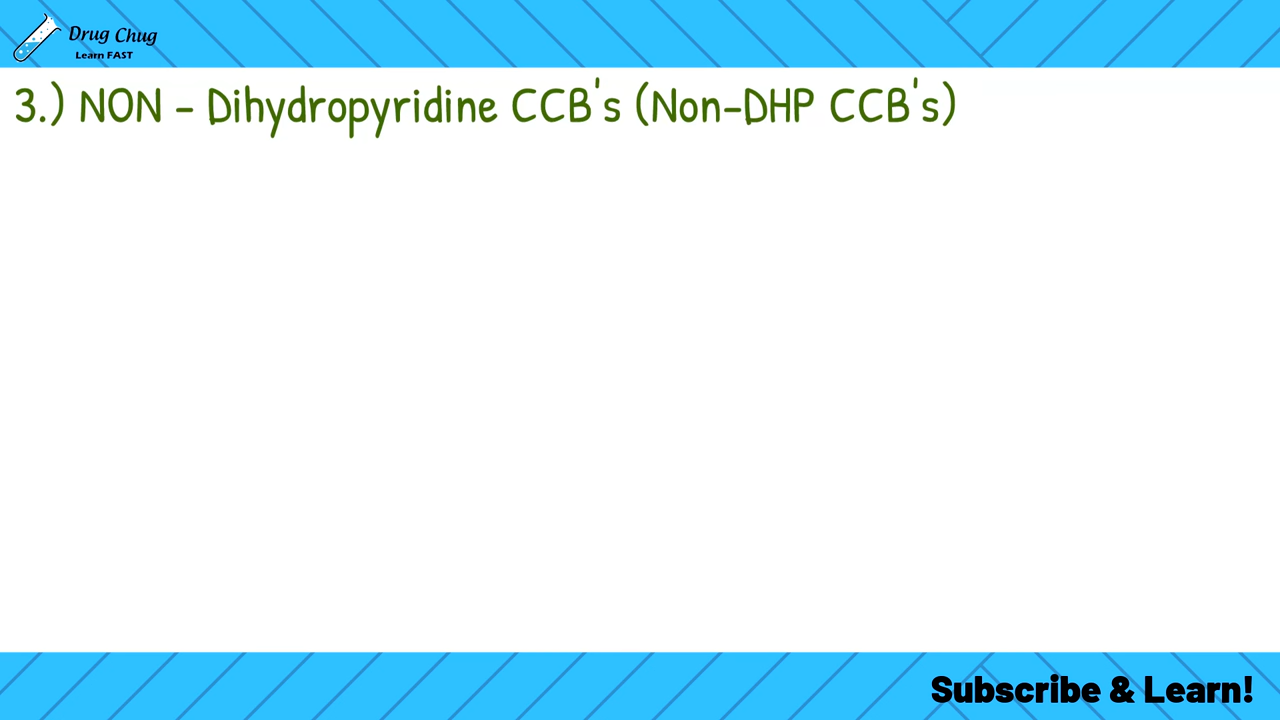 Drug Chug
Learn FAST
3.) NON - Dihydropyridine CCB's (Non-DHP CCB's)
Subscribe & Learn!